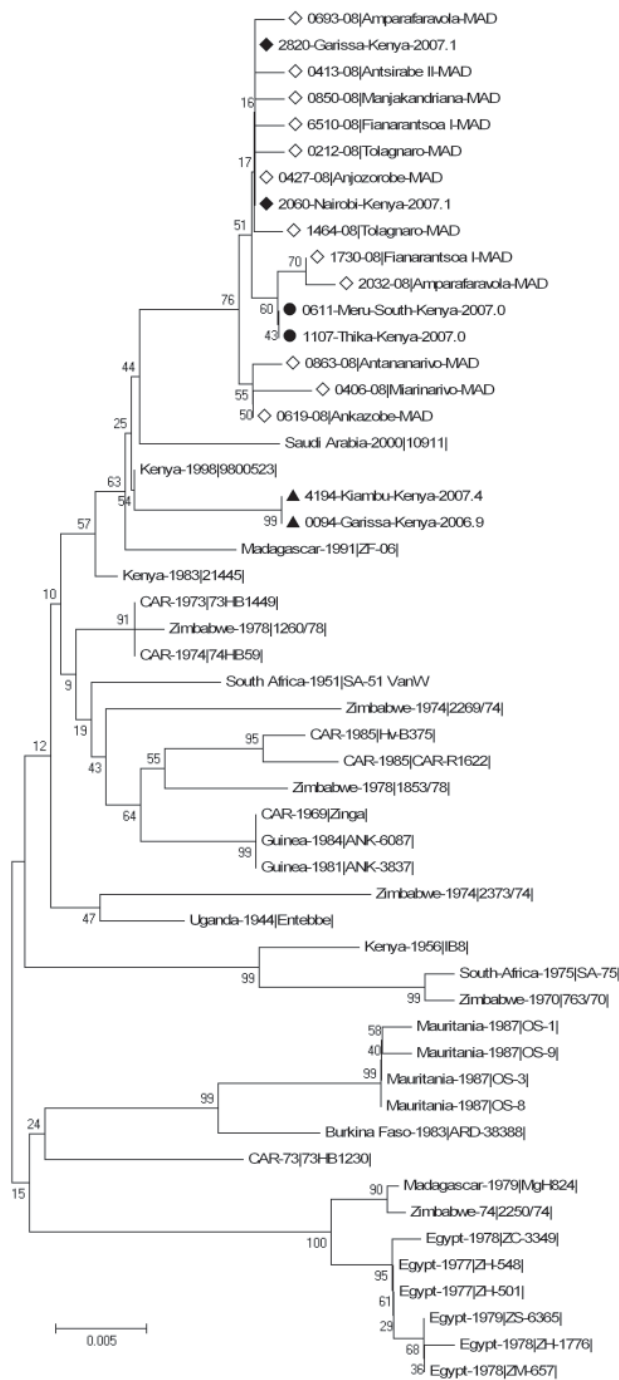 0693-08|Amparafaravola-MAD
2820-Garissa-Kenya-2007.1
0413-08|Antsirabe II-MAD
16
0850-08|Manjakandriana-MAD
6510-08|Fianarantsoa I-MAD
0212-08|Tolagnaro-MAD
17
0427-08|Anjozorobe-MAD
2060-Nairobi-Kenya-2007.1
51
1464-08|Tolagnaro-MAD
1730-08|Fianarantsoa I-MAD
70
2032-08|Amparafaravola-MAD
76
60
0611-Meru-South-Kenya-2007.0
43
1107-Thika-Kenya-2007.0
0863-08|Antananarivo-MAD
44
55
0406-08|Miarinarivo-MAD
50
0619-08|Ankazobe-MAD
25
Saudi Arabia-2000|10911|
Kenya-1998|9800523|
63
54
4194-Kiambu-Kenya-2007.4
99
0094-Garissa-Kenya-2006.9
57
Madagascar-1991|ZF-06|
Kenya-1983|21445|
10
CAR-1973|73HB1449|
91
Zimbabwe-1978|1260/78|
CAR-1974|74HB59|
9
South Africa-1951|SA-51 VanW
19
Zimbabwe-1974|2269/74|
12
43
CAR-1985|Hv-B375|
95
55
CAR-1985|CAR-R1622|
Zimbabwe-1978|1853/78|
64
CAR-1969|Zinga|
Guinea-1984|ANK-6087|
99
Guinea-1981|ANK-3837|
Zimbabwe-1974|2373/74|
47
Uganda-1944|Entebbe|
Kenya-1956|IB8|
99
South-Africa-1975|SA-75|
99
Zimbabwe-1970|763/70|
58
Mauritania-1987|OS-1|
40
Mauritania-1987|OS-9|
99
Mauritania-1987|OS-3|
Mauritania-1987|OS-8
99
24
Burkina Faso-1983|ARD-38388|
CAR-73|73HB1230|
15
Madagascar-1979|MgH824|
90
Zimbabwe-74|2250/74|
100
Egypt-1978|ZC-3349|
95
Egypt-1977|ZH-548|
61
Egypt-1977|ZH-501|
29
Egypt-1979|ZS-6365|
68
Egypt-1978|ZH-1776|
36
Egypt-1978|ZM-657|
0.005